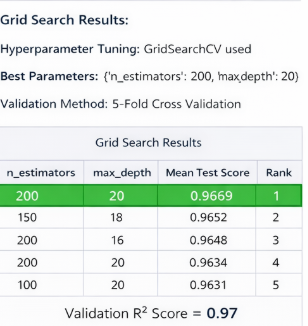 Grid Search Results:
Hyperparameter Tuning: GridSearchCV used
Best Parameters: {'n_estimators': 200, 'max_depth': 20}
Validation Method: 5-Fold Cross Validation
Grid Search Results
n_estimators max_depth Mean Test Score Rank
200 20 0.9669 1
150 18 0.9652 2
200 16 0.9648 3
200 20 0.9634 4
100 20 0.9631 5
Validation R² Score = 0.97